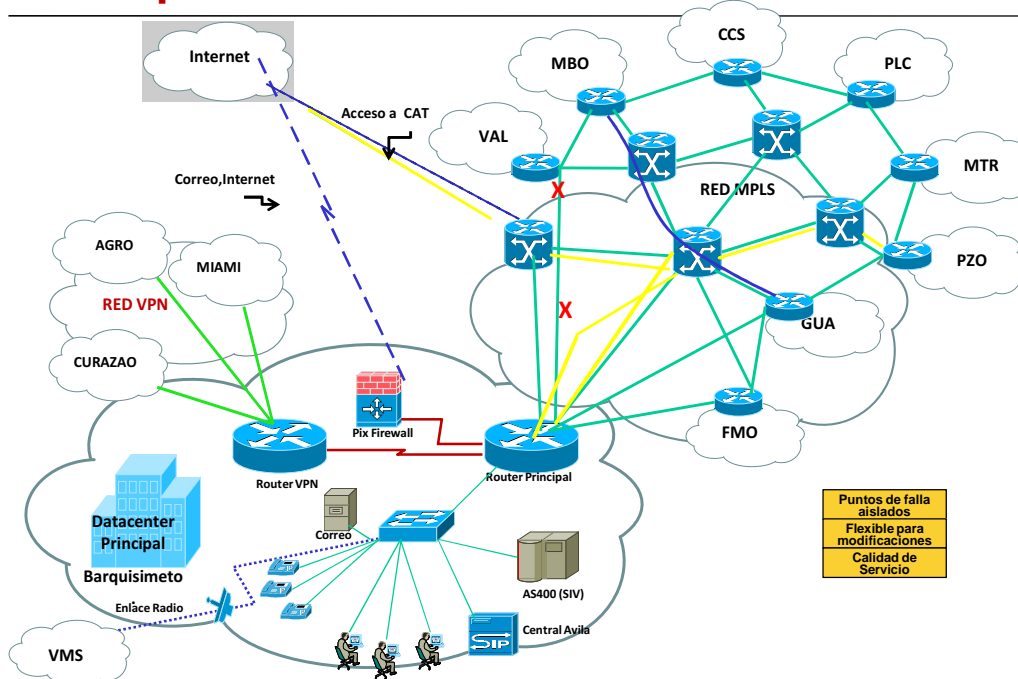 Internet
CCS
MBO
PLC
Acceso a CAT
VAL
MTR
X
RED MPLS
Correo,Internet
AGRO
MIAMI
PZO
RED VPN
X
GUA
CURAZAO
Pix Firewall
FMO
Router VPN
Router Principal
Puntos de falla
aislados
Flexible para
modificaciones
Calidad de
Servicio
Datacenter
Principal
Correo
Barquisimeto
AS400 (SIV)
Enlace Radio
SIP
Central Avila
VMS